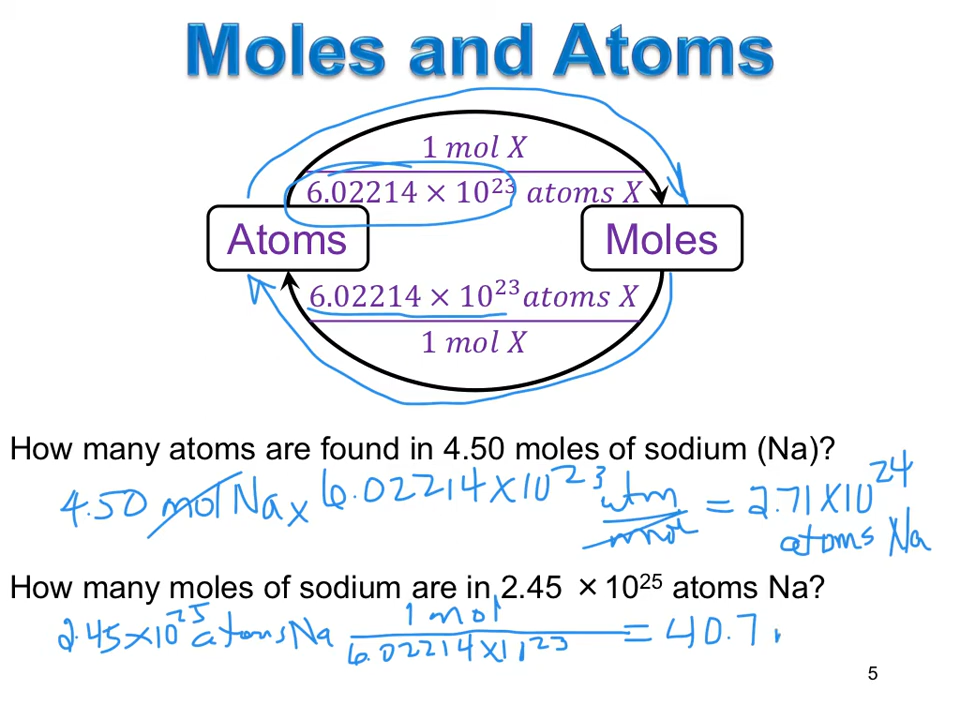 Moles and Atoms
1 mol X
6.02214 × 10²³ atoms X
Atoms
Moles
6.02214 × 10²³ atoms X
1 mol X
How many atoms are found in 4.50 moles of sodium (Na)?
4.50 mol Na x 6.02214 X 10²³ atm / mol = 2.71 X 10²⁴
atoms Na
How many moles of sodium are in 2.45 × 10²⁵ atoms Na?
2.45 x 10²⁵ atoms Na 1 mol / 6.02214 X 1 23 = 40.7
5